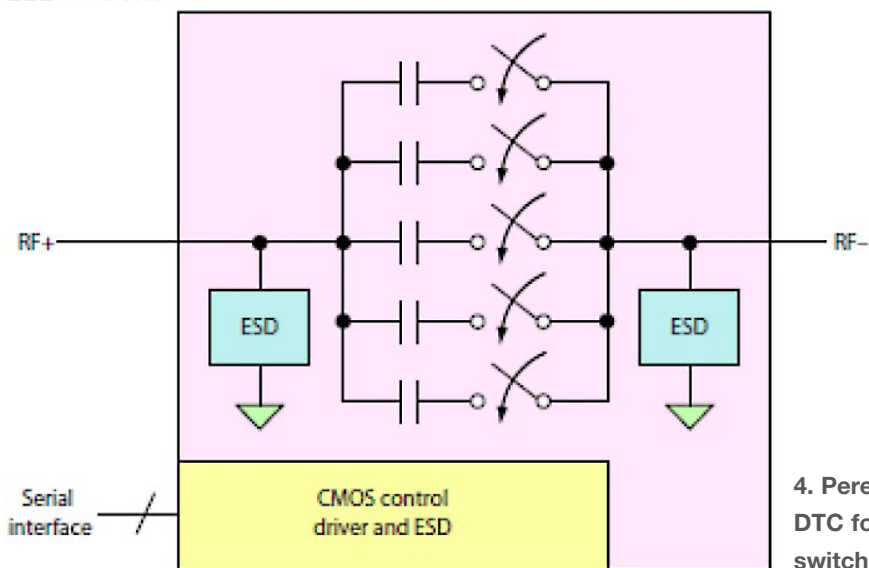 RF+
RF–
ESD
ESD
Serial
interface
CMOS control
driver and ESD
4. Pere
DTC fo
switch